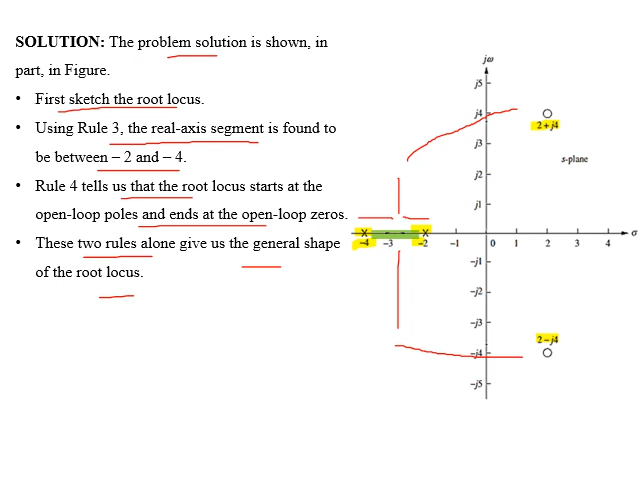 SOLUTION: The problem solution is shown, in
part, in Figure.
• First sketch the root locus.
• Using Rule 3, the real-axis segment is found to
be between – 2 and – 4.
• Rule 4 tells us that the root locus starts at the
open-loop poles and ends at the open-loop zeros.
• These two rules alone give us the general shape
of the root locus.
jω
j5
j4
2+j4
j3
s-plane
j2
j1
X X
σ
-4 -3 -2 -1 0 1 2 3 4
-j1
-j2
-j3
2-j4
-j4
-j5